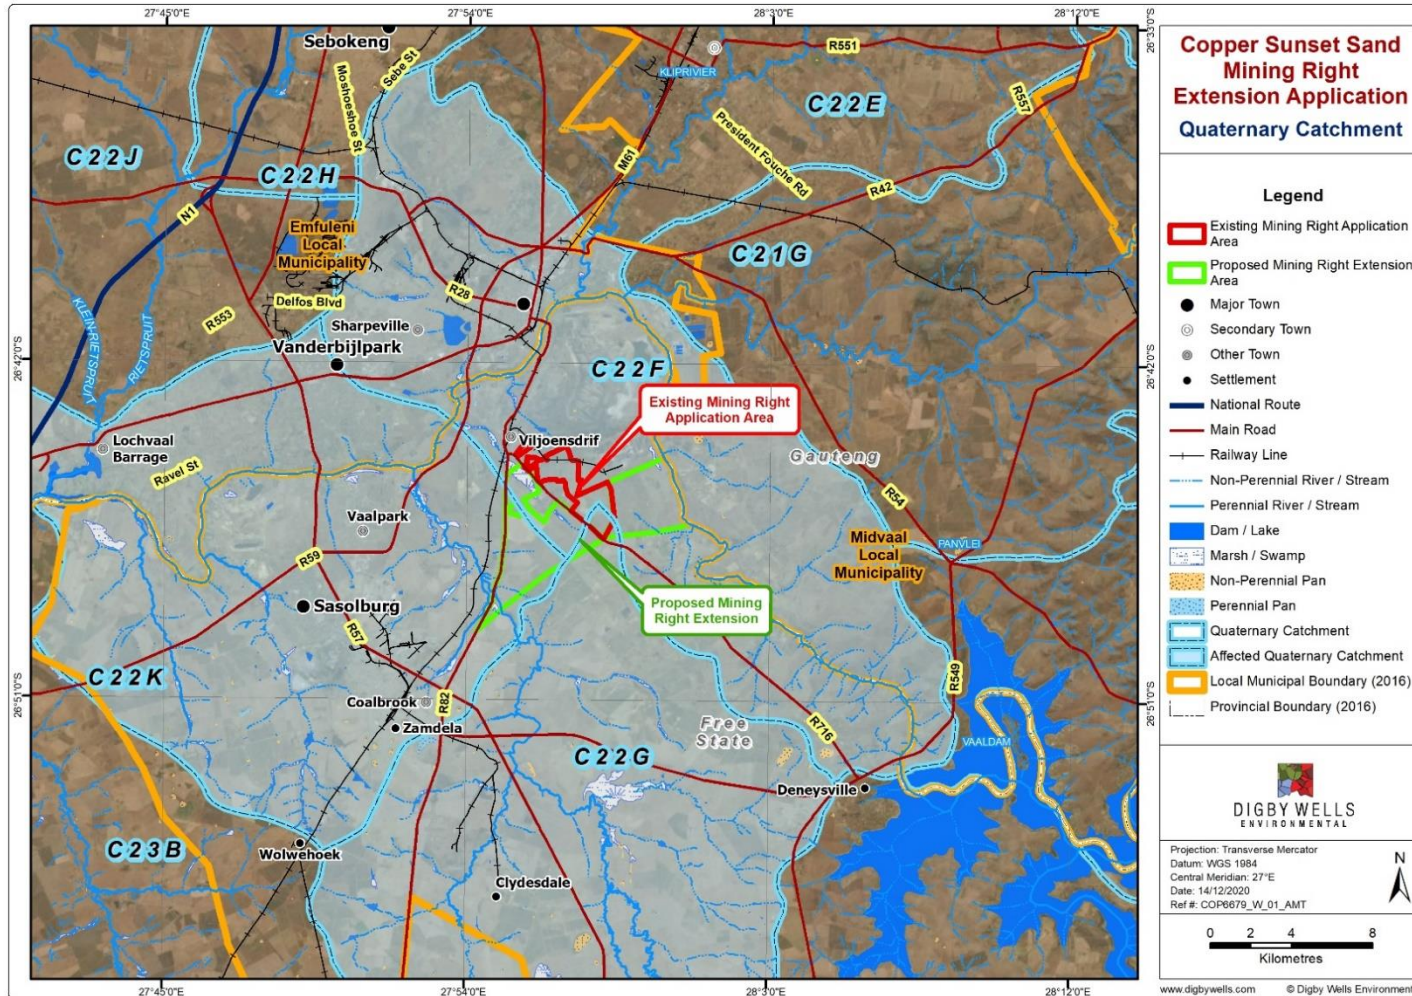 27°45'0"E
27°54'0"E
28°3'0"E
28°12'0"E
Copper Sunset Sand
Mining Right
Extension Application
Quaternary Catchment
Legend
Existing Mining Right Application
Area
Proposed Mining Right Extension
Area
Major Town
Secondary Town
Other Town
Settlement
National Route
Main Road
Railway Line
Non-Perennial River / Stream
Perennial River / Stream
Dam / Lake
Marsh / Swamp
Non-Perennial Pan
Perennial Pan
Quaternary Catchment
Affected Quaternary Catchment
Local Municipal Boundary (2016)
Provincial Boundary (2016)
DIGBY WELLS
ENVIRONMENTAL
Projection: Transverse Mercator
Datum: WGS 1984
Central Meridian: 27°E
Date: 14/12/2020
Ref #: COP6679_W_01_AMT
N
0 2 4 8
Kilometres
www.digbywells.com
© Digby Wells Environment
Sebokeng
Sebe St
Moshoeshoe St
KLIPRIVIER
R551
R557
C22E
C22J
C22H
M61
President Fouche Rd
R42
N1
Emfuleni
Local
Municipality
C21G
R28
Delfos Blvd
R553
Sharpeville
KLEIN-RIETSPRUIT
RIETSPRUIT
Vanderbijlpark
26°42'0"S
26°42'0"S
C22F
Existing Mining Right
Application Area
Viljoensdrif
Lochvaal
Barrage
Gauteng
Ravel St
R54
Vaalpark
Midvaal
Local
Municipality
PANVLEI
R59
Sasolburg
Proposed Mining
Right Extension
R57
C22K
R549
26°51'0"S
Coalbrook
R82
Zamdela
Free
State
R716
VAALDAM
C22G
Deneysville
C23B
Wolwehoek
Clydesdale
27°45'0"E
27°54'0"E
28°3'0"E
28°12'0"E